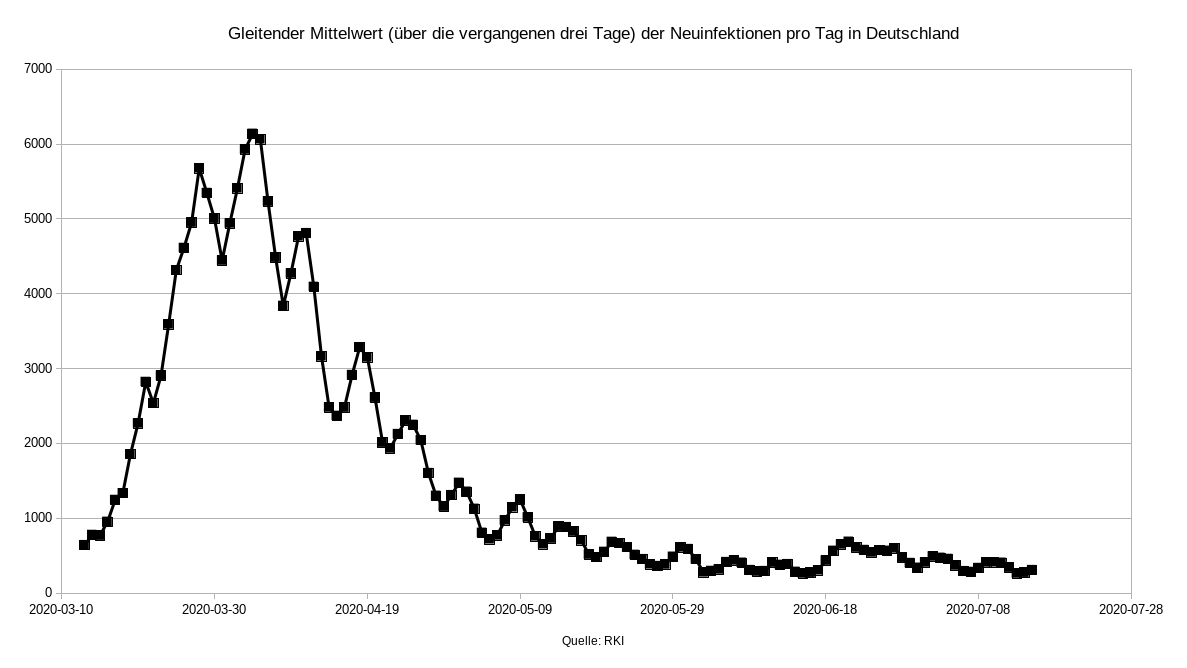 Gleitender Mittelwert (über die vergangenen drei Tage) der Neuinfektionen pro Tag in Deutschland
7000
6000
5000
4000
3000
2000
1000
0
2020-03-10 2020-03-30 2020-04-19 2020-05-09 2020-05-29 2020-06-18 2020-07-08 2020-07-28
Quelle: RKI